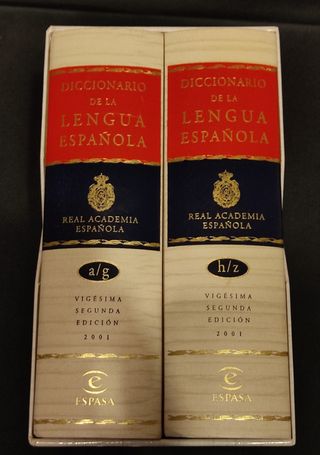 DICCIONARIO
DE LA
LENGUA
ESPAÑOLA
REAL ACADEMIA
ESPAÑOLA
a/g
VIGÉSIMA
SEGUNDA
EDICIÓN
2001
e
ESPASA
DICCIONARIO
DE LA
LENGUA
ESPAÑOLA
REAL ACADEMIA
ESPAÑOLA
h/z
VIGÉSIMA
SEGUNDA
EDICIÓN
2001
e
ESPASA